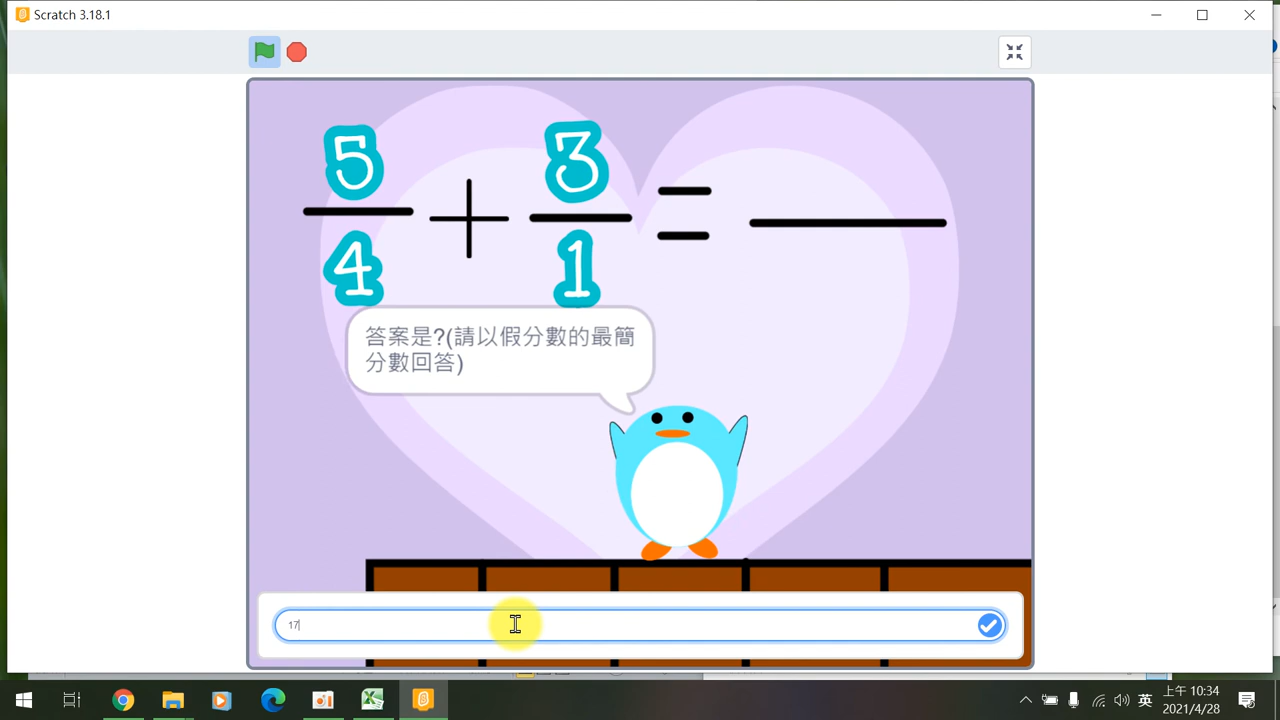 Scratch 3.18.1
5
4
+
3
1
=
答案是?(請以假分數的最簡
分數回答)
17
英
上午 10:34
2021/4/28